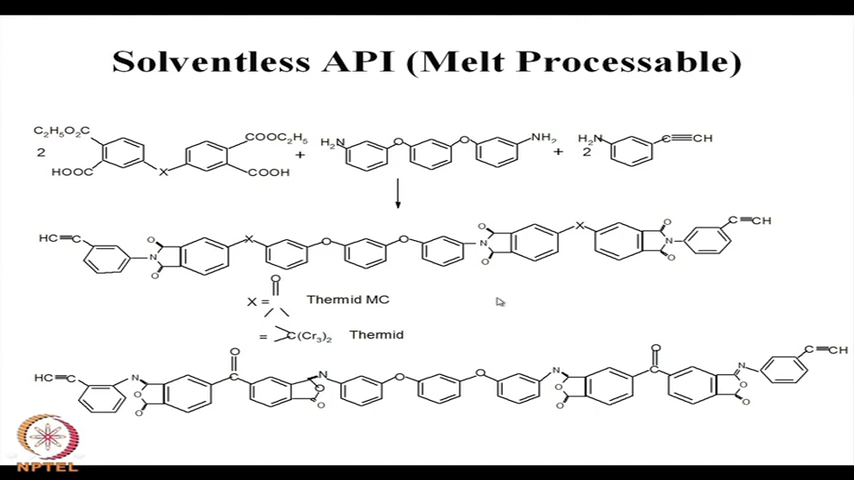 Solventless API (Melt Processable)
C₂H₅O₂C COOC₂H₅ H₂N O O NH₂ H₂N C CH
2 + + 2
HOOC X COOH
HC C O X O O O X O C CH
N O N O O N
O
X = Thermid MC
= C(Cr₃)₂ Thermid
O O
HC C N N O O N N C CH
O O O O
O O O O
NPTEL